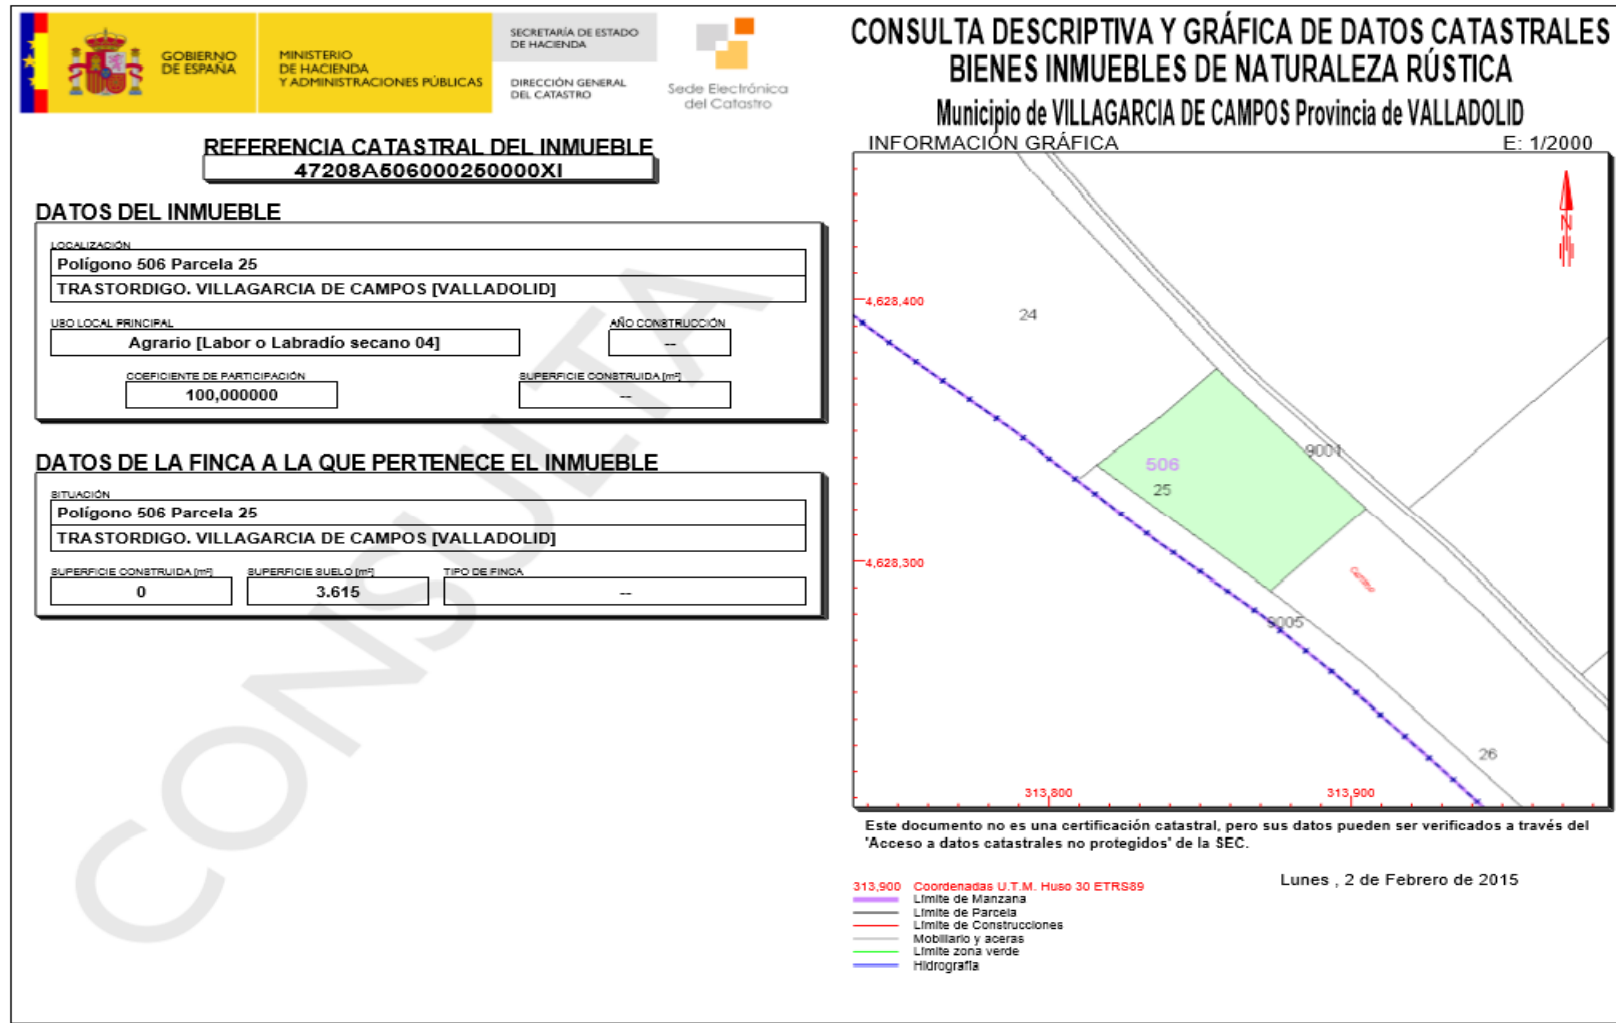 GOBIERNO
DE ESPAÑA
MINISTERIO
DE HACIENDA
Y ADMINISTRACIONES PÚBLICAS
SECRETARÍA DE ESTADO
DE HACIENDA
DIRECCIÓN GENERAL
DEL CATASTRO
Sede Electrónica
del Catastro
CONSULTA DESCRIPTIVA Y GRÁFICA DE DATOS CATASTRALES
BIENES INMUEBLES DE NATURALEZA RÚSTICA
Municipio de VILLAGARCIA DE CAMPOS Provincia de VALLADOLID
REFERENCIA CATASTRAL DEL INMUEBLE
47208A506000250000XI
DATOS DEL INMUEBLE
LOCALIZACIÓN
Polígono 506 Parcela 25
TRASTORDIGO. VILLAGARCIA DE CAMPOS [VALLADOLID]
USO LOCAL PRINCIPAL
Agrario [Labor o Labradío secano 04]
AÑO CONSTRUCCIÓN
--
COEFICIENTE DE PARTICIPACIÓN
100,000000
SUPERFICIE CONSTRUIDA [m²]
--
DATOS DE LA FINCA A LA QUE PERTENECE EL INMUEBLE
SITUACIÓN
Polígono 506 Parcela 25
TRASTORDIGO. VILLAGARCIA DE CAMPOS [VALLADOLID]
SUPERFICIE CONSTRUIDA [m²]
0
SUPERFICIE SUELO [m²]
3.615
TIPO DE FINCA
--
CONSULTA
INFORMACIÓN GRÁFICA
E: 1/2000
N
4,628,400
24
9001
506
25
4,628,300
9005
26
313,800
313,900
Este documento no es una certificación catastral, pero sus datos pueden ser verificados a través del
'Acceso a datos catastrales no protegidos' de la SEC.
Lunes , 2 de Febrero de 2015
313,900 Coordenadas U.T.M. Huso 30 ETRS89
Límite de Manzana
Límite de Parcela
Límite de Construcciones
Mobiliario y aceras
Límite zona verde
Hidrografía